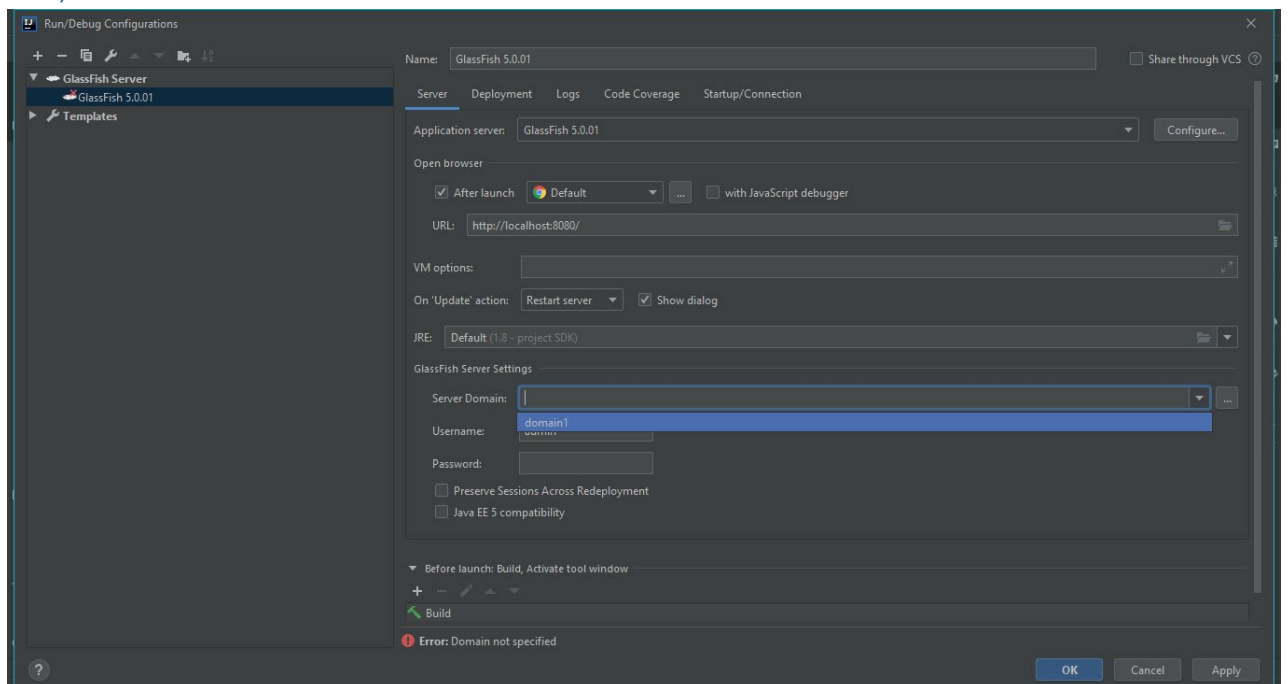 Run/Debug Configurations
GlassFish Server
GlassFish 5.0.01
Templates
Name: GlassFish 5.0.01 Share through VCS
Server Deployment Logs Code Coverage Startup/Connection
Application server: GlassFish 5.0.01 Configure...
Open browser
After launch Default ... with JavaScript debugger
URL: http://localhost:8080/
VM options:
On 'Update' action: Restart server Show dialog
JRE: Default (1.8 - project SDK)
GlassFish Server Settings
Server Domain: ...
domain1
Username: admin
Password:
Preserve Sessions Across Redeployment
Java EE 5 compatibility
Before launch: Build, Activate tool window
Build
Error: Domain not specified
? OK Cancel Apply